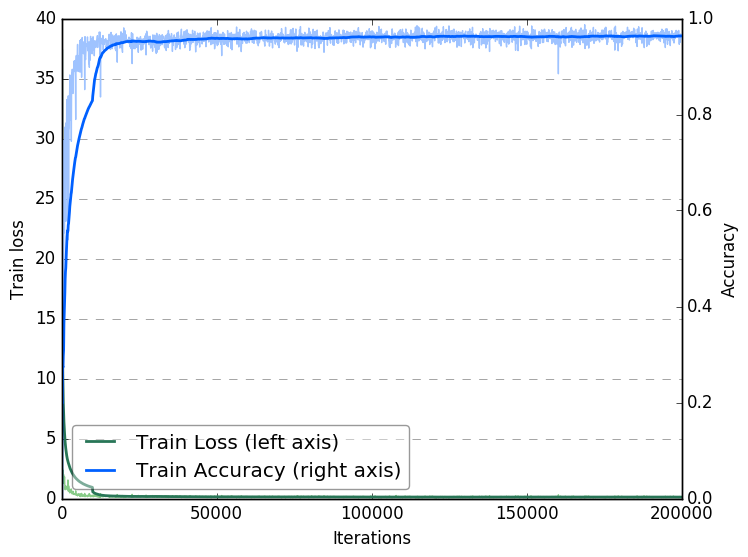 40
35
30
25
20
15
10
5
0
Train loss
1.0
0.8
0.6
0.4
0.2
0.0
Accuracy
Train Loss (left axis)
Train Accuracy (right axis)
0 50000 100000 150000 200000
Iterations